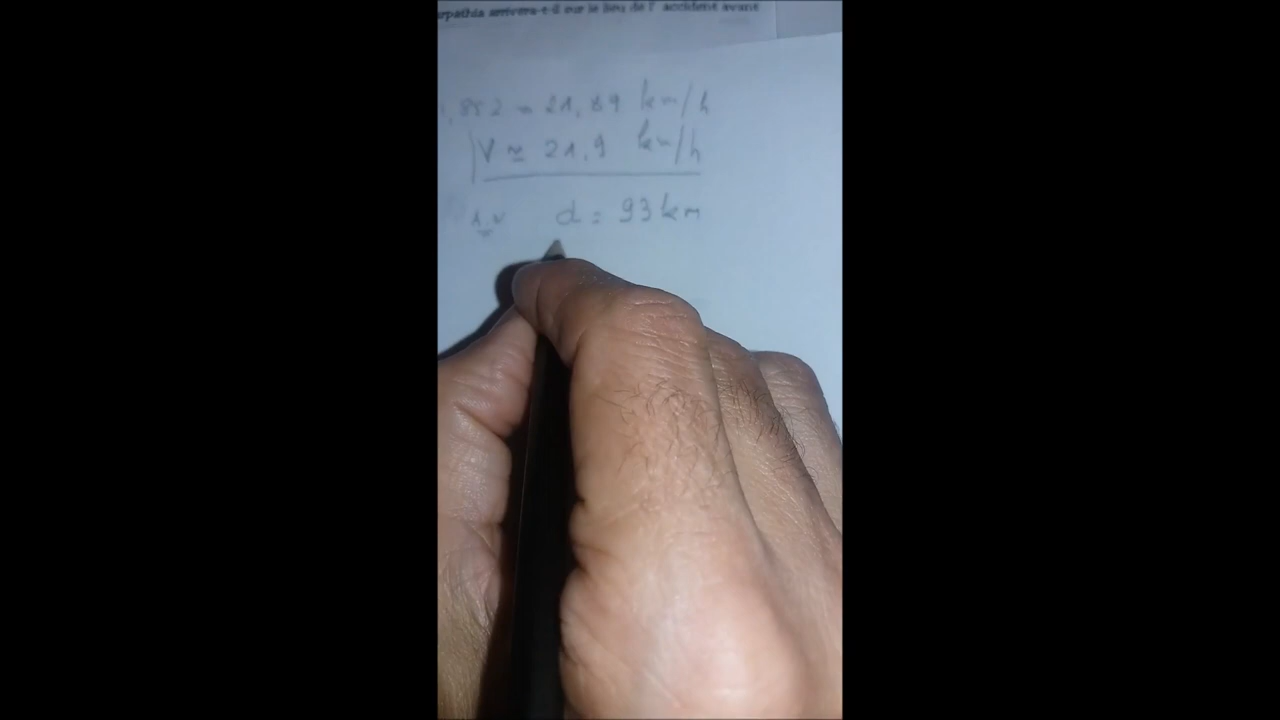 arpathia arrivera-t-il sur le lieu de l' accident avant
,852 = 21,89 km/h
V ≃ 21,9 km/h
A.V d = 93 km